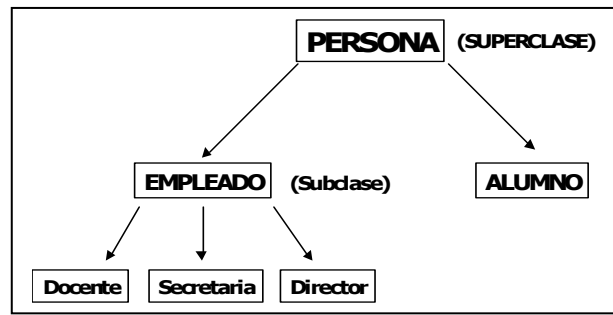 PERSONA (SUPERCLASE)
EMPLEADO (Subclase) ALUMNO
Docente Secretaria Director